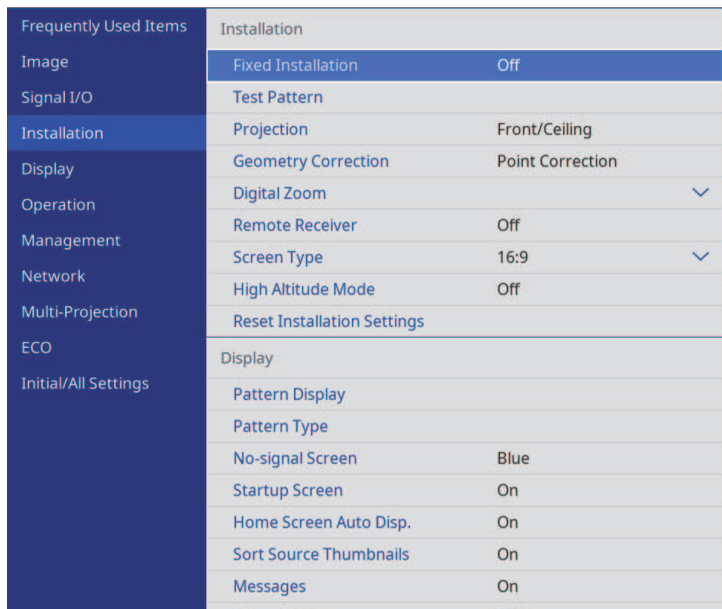 Frequently Used Items
Image
Signal I/O
Installation
Display
Operation
Management
Network
Multi-Projection
ECO
Initial/All Settings
Installation
Fixed Installation Off
Test Pattern
Projection Front/Ceiling
Geometry Correction Point Correction
Digital Zoom
Remote Receiver Off
Screen Type 16:9
High Altitude Mode Off
Reset Installation Settings
Display
Pattern Display
Pattern Type
No-signal Screen Blue
Startup Screen On
Home Screen Auto Disp. On
Sort Source Thumbnails On
Messages On